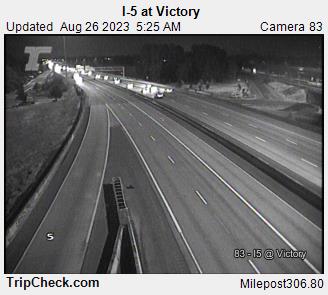 I-5 at Victory
Updated Aug 26 2023 5:25 AM Camera 83
S
83 - I5 @ Victory
TripCheck.com Milepost306.80